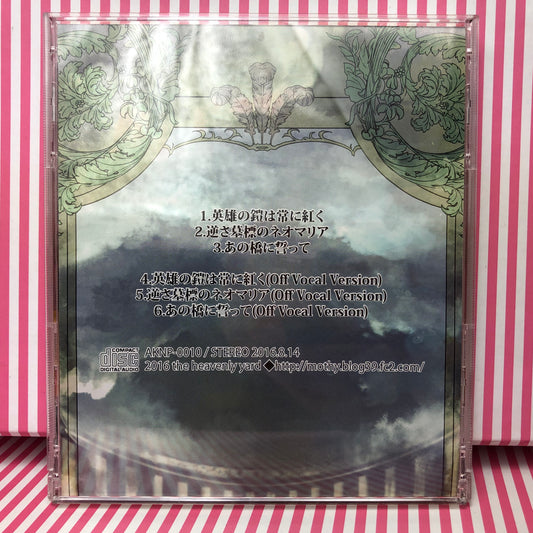 1.英雄の鎧は常に紅く
2.逆さ墓標のネオマリア
3.あの橋に誓って
4.英雄の鎧は常に紅く(Off Vocal Version)
5.逆さ墓標のネオマリア(Off Vocal Version)
6.あの橋に誓って(Off Vocal Version)
COMPACT
disc
DIGITAL AUDIO
AKNP-0010 / STEREO 2016.8.14
2016 the heavenly yard ◆http://mothy.blog39.fc2.com/